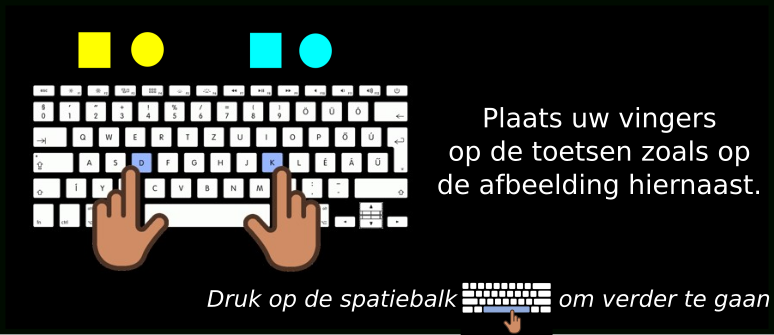 Plaats uw vingers
op de toetsen zoals op
de afbeelding hiernaast.
Q W E R T Z U I O P Ő Ú
A S D F G H J K L É Á Ű
Í Y C V B N M
Druk op de spatiebalk om verder te gaan